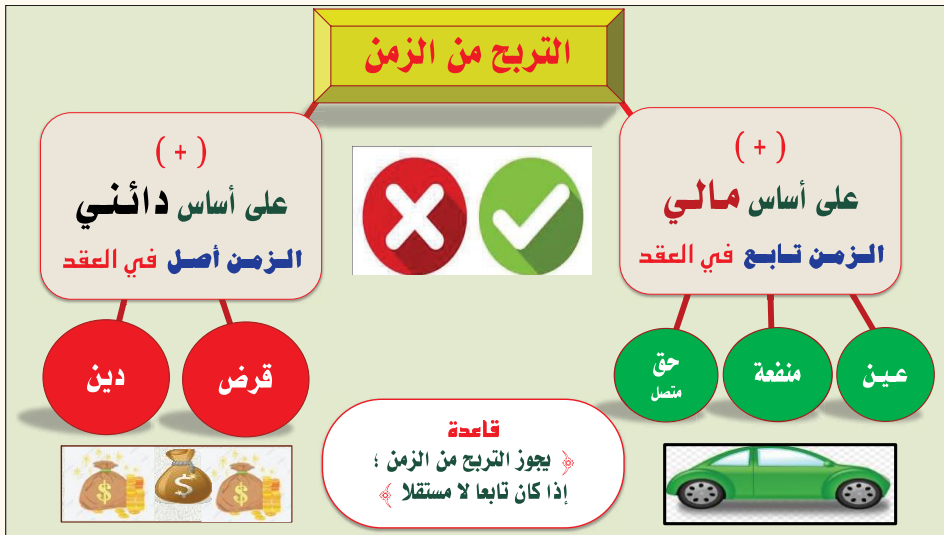 التربح من الزمن
( + )
على أساس مالي
الزمن تابع في العقد
عين
منفعة
حق
متصل
( + )
على أساس دائني
الزمن أصل في العقد
قرض
دين
قاعدة
﴿ يجوز التربح من الزمن ؛
إذا كان تابعا لا مستقلا ﴾
$
$
$